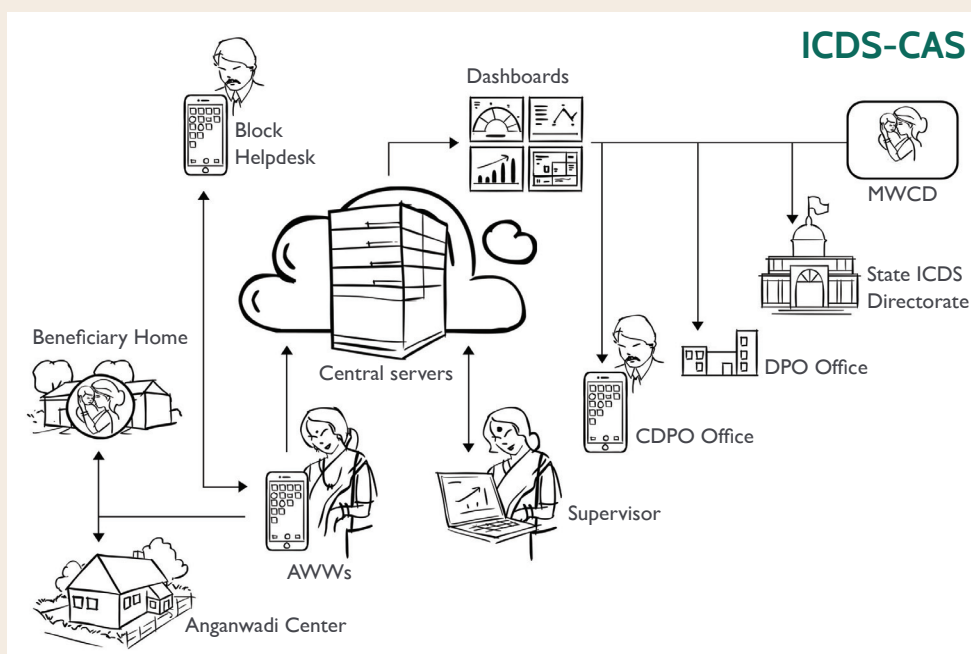 ICDS-CAS
Dashboards
Block
Helpdesk
MWCD
State ICDS
Directorate
Beneficiary Home
DPO Office
Central servers
CDPO Office
Supervisor
AWWs
Anganwadi Center